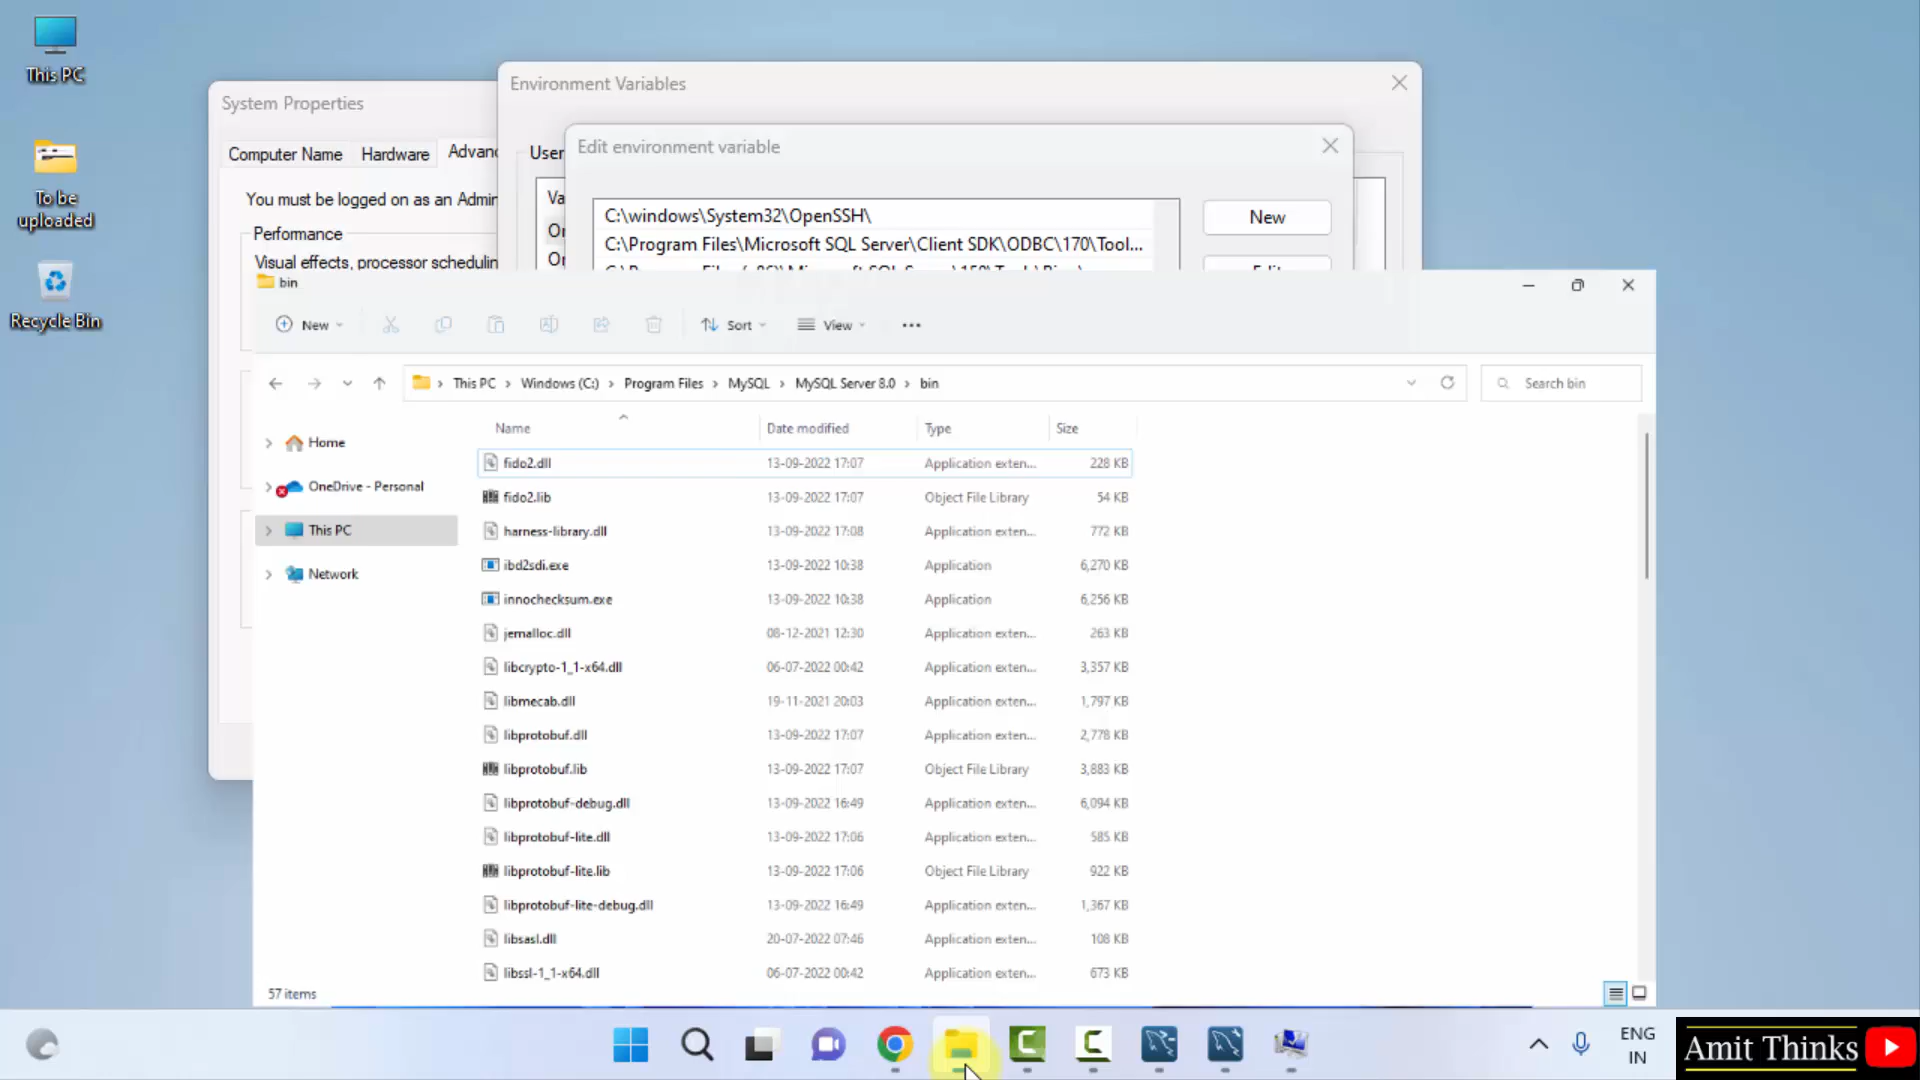 This PC
To be
uploaded
Recycle Bin
System Properties
Computer Name
Hardware
Advanc
You must be logged on as an Admin
Performance
Visual effects, processor schedulin
Environment Variables
User
Va
On
On
Edit environment variable
C:\windows\System32\OpenSSH\
C:\Program Files\Microsoft SQL Server\Client SDK\ODBC\170\Tool...
New
bin
New
Sort
View
This PC > Windows (C:) > Program Files > MySQL > MySQL Server 8.0 > bin
Search bin
Home
OneDrive - Personal
This PC
Network
Name Date modified Type Size
fido2.dll 13-09-2022 17:07 Application exten... 228 KB
fido2.lib 13-09-2022 17:07 Object File Library 54 KB
harness-library.dll 13-09-2022 17:08 Application exten... 772 KB
ibd2sdi.exe 13-09-2022 10:38 Application 6,270 KB
innochecksum.exe 13-09-2022 10:38 Application 6,256 KB
jemalloc.dll 08-12-2021 12:30 Application exten... 263 KB
libcrypto-1_1-x64.dll 06-07-2022 00:42 Application exten... 3,357 KB
libmecab.dll 19-11-2021 20:03 Application exten... 1,797 KB
libprotobuf.dll 13-09-2022 17:07 Application exten... 2,778 KB
libprotobuf.lib 13-09-2022 17:07 Object File Library 3,883 KB
libprotobuf-debug.dll 13-09-2022 16:49 Application exten... 6,094 KB
libprotobuf-lite.dll 13-09-2022 17:06 Application exten... 585 KB
libprotobuf-lite.lib 13-09-2022 17:06 Object File Library 922 KB
libprotobuf-lite-debug.dll 13-09-2022 16:49 Application exten... 1,367 KB
libsasl.dll 20-07-2022 07:46 Application exten... 108 KB
libssl-1_1-x64.dll 06-07-2022 00:42 Application exten... 673 KB
57 items
ENG
IN
Amit Thinks